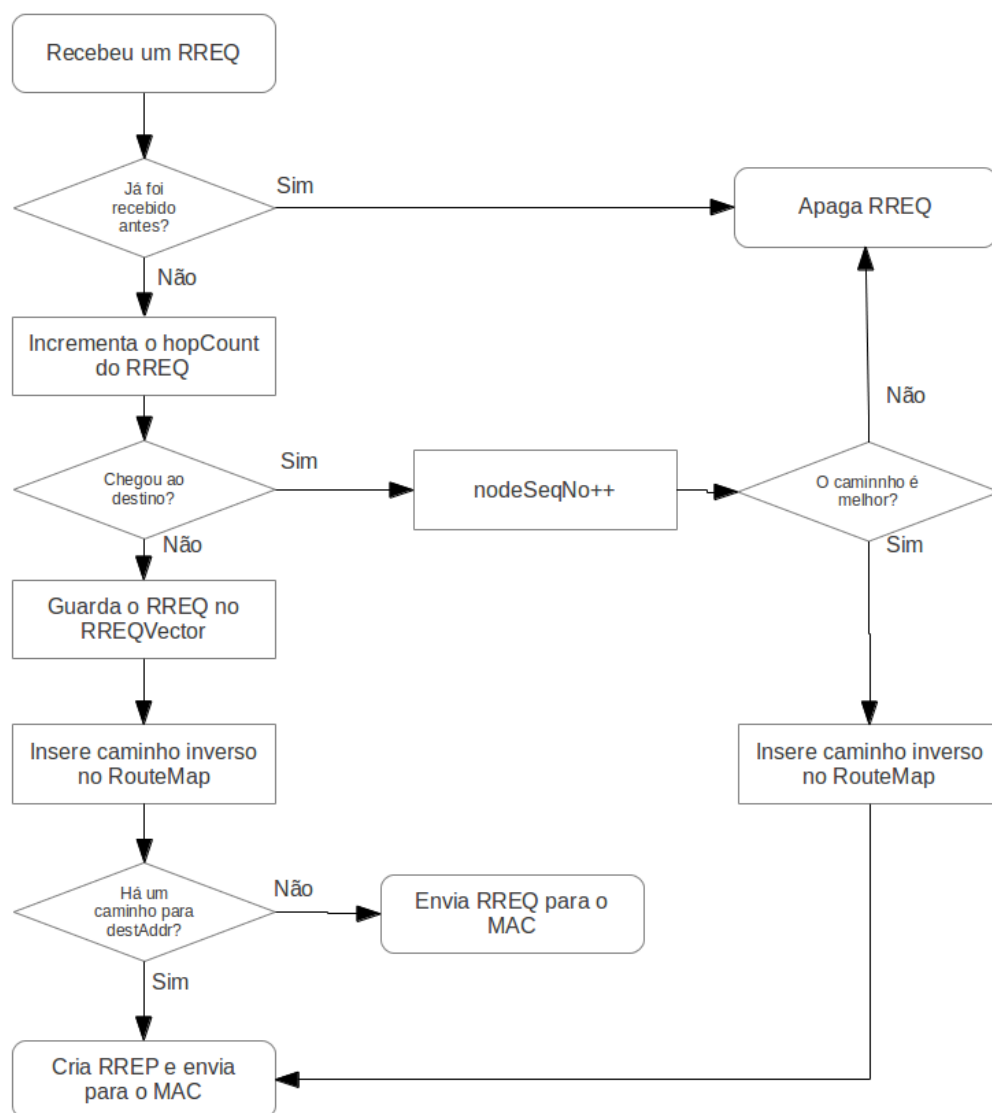 Recebeu um RREQ
Já foi
recebido
antes?
Sim
Apaga RREQ
Não
Incrementa o hopCount
do RREQ
Não
Chegou ao
destino?
Sim
nodeSeqNo++
O caminnho é
melhor?
Não
Sim
Guarda o RREQ no
RREQVector
Insere caminho inverso
no RouteMap
Insere caminho inverso
no RouteMap
Há um
caminho para
destAddr?
Não
Envia RREQ para o
MAC
Sim
Cria RREP e envia
para o MAC